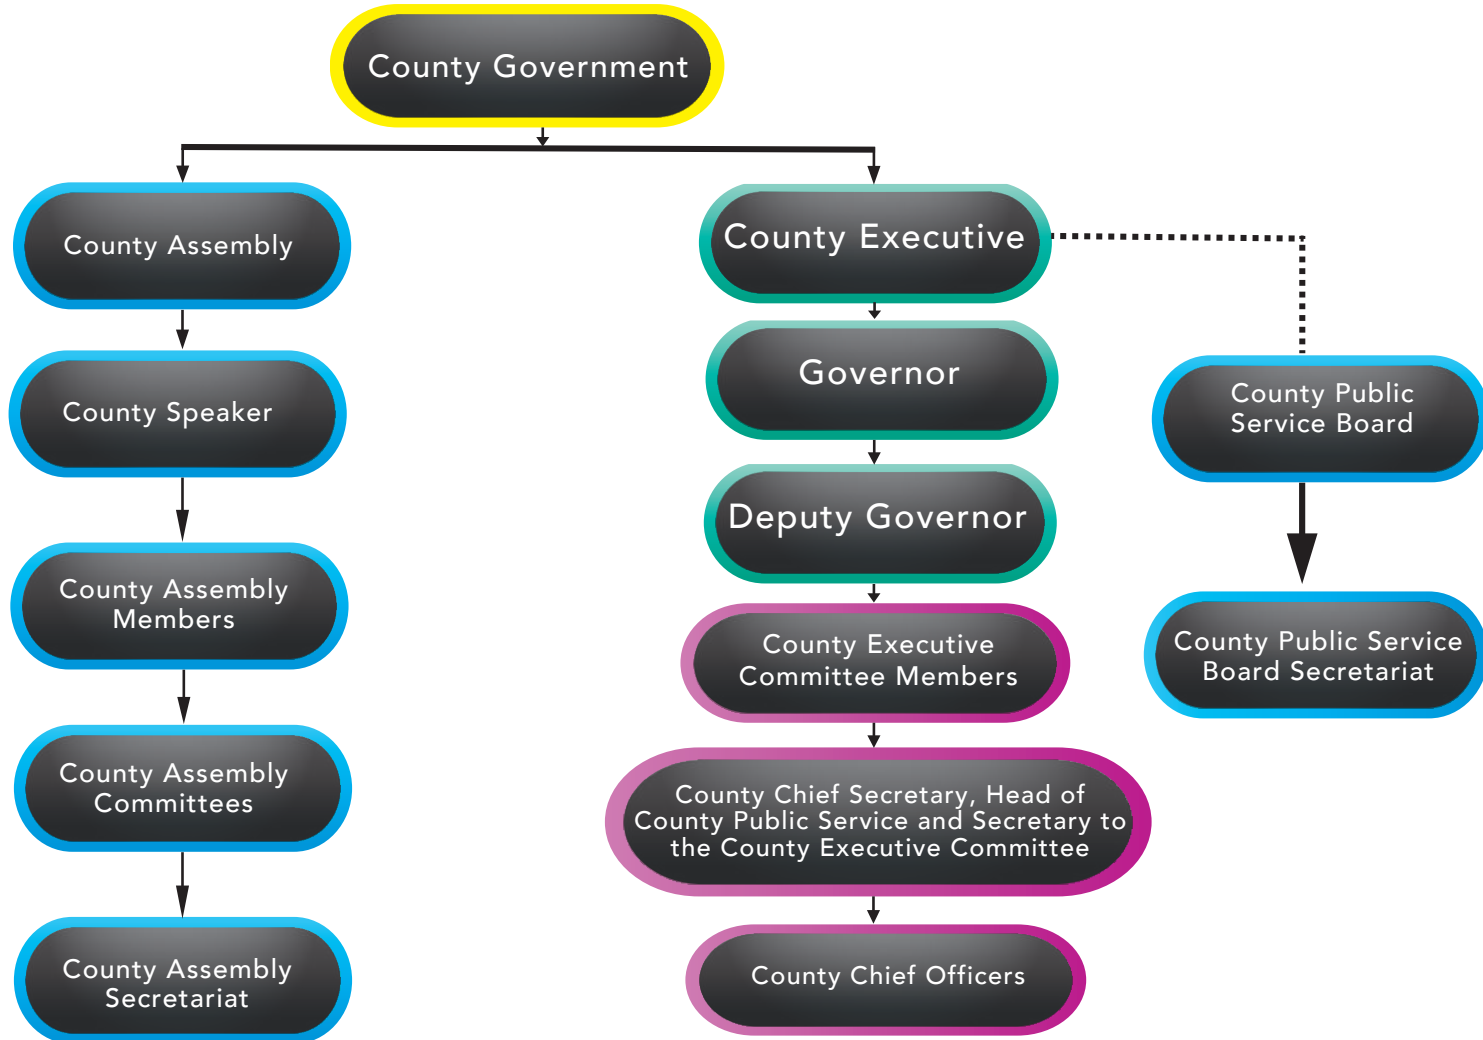 County Government
County Assembly
County Speaker
County Assembly
Members
County Assembly
Committees
County Assembly
Secretariat
County Executive
Governor
Deputy Governor
County Executive
Committee Members
County Chief Secretary, Head of
County Public Service and Secretary to
the County Executive Committee
County Chief Officers
County Public
Service Board
County Public Service
Board Secretariat